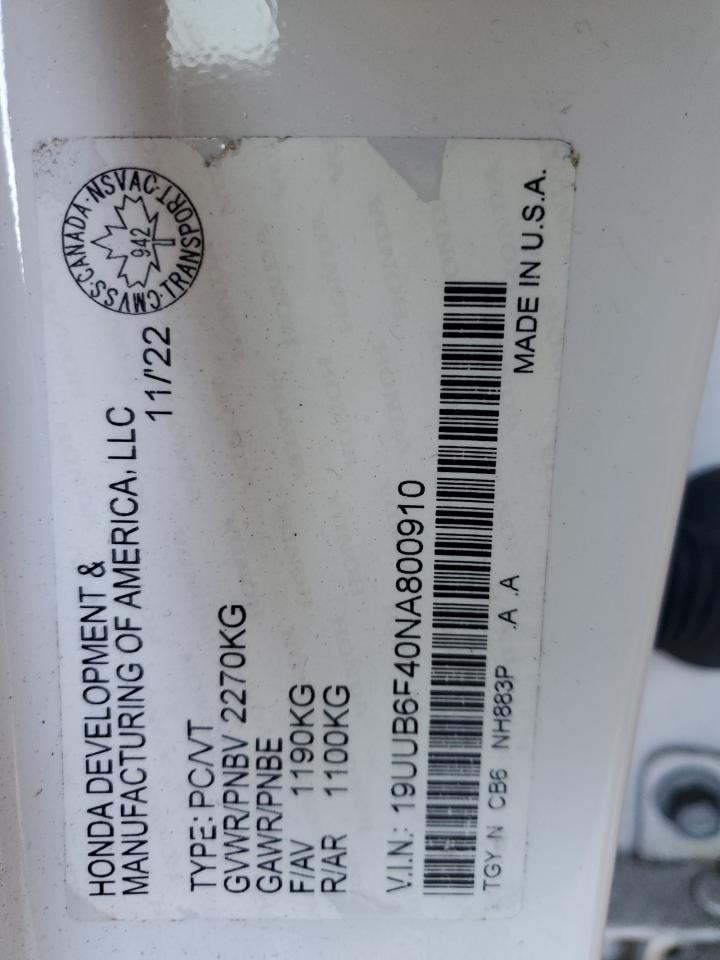 HONDA DEVELOPMENT &
MANUFACTURING OF AMERICA, LLC
11/'22
CMVSS·CANADA·NSVAC·TRANSPORT·
942
TYPE: PC/VT
GVWR/PNBV 2270KG
GAWR/PNBE
F/AV 1190KG
R/AR 1100KG
V.I.N.: 19UUB6F40NA800910
TGY N CB6 NH883P .A .A
MADE IN U.S.A.